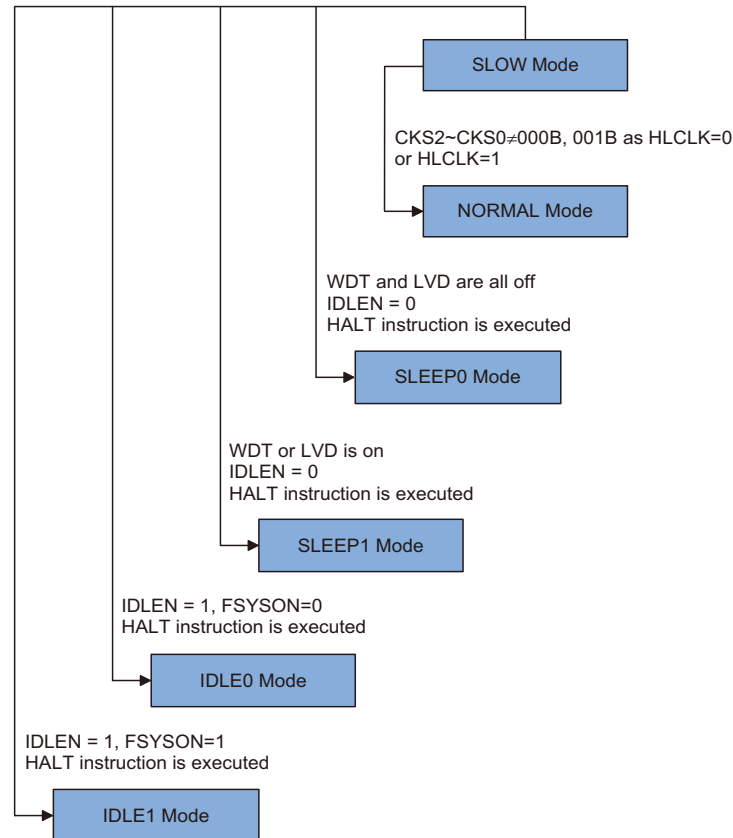 SLOW Mode
CKS2~CKS0≠000B, 001B as HLCLK=0
or HLCLK=1
NORMAL Mode
WDT and LVD are all off
IDLEN = 0
HALT instruction is executed
SLEEP0 Mode
WDT or LVD is on
IDLEN = 0
HALT instruction is executed
SLEEP1 Mode
IDLEN = 1, FSYSON=0
HALT instruction is executed
IDLE0 Mode
IDLEN = 1, FSYSON=1
HALT instruction is executed
IDLE1 Mode